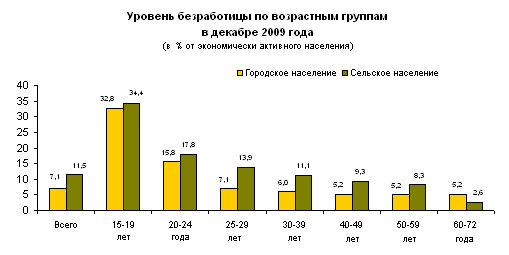 Уровень безработицы по возрастным группам
в декабре 2009 года
(в % от экономически активного населения)
Городское население Сельское население
40
35
30
25
20
15
10
5
0
7,1 11,5
32,8 34,4
15,8 17,8
7,1 13,9
6,0 11,1
5,2 9,3
5,2 8,3
5,2 2,6
Всего 15-19 20-24 25-29 30-39 40-49 50-59 60-72
лет года лет лет лет лет года